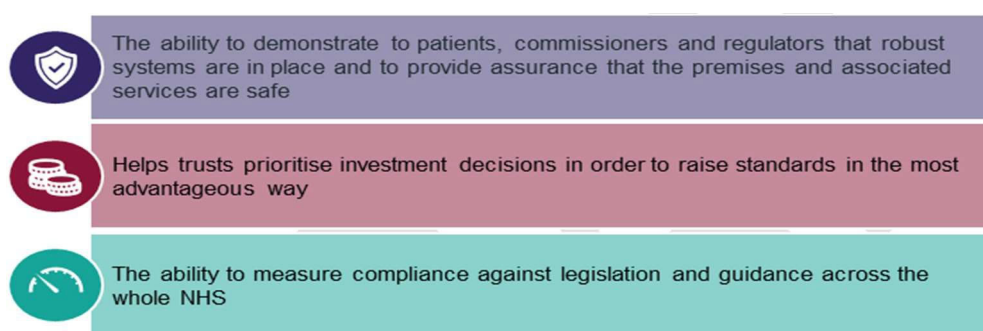 The ability to demonstrate to patients, commissioners and regulators that robust
systems are in place and to provide assurance that the premises and associated
services are safe
Helps trusts prioritise investment decisions in order to raise standards in the most
advantageous way
The ability to measure compliance against legislation and guidance across the
whole NHS